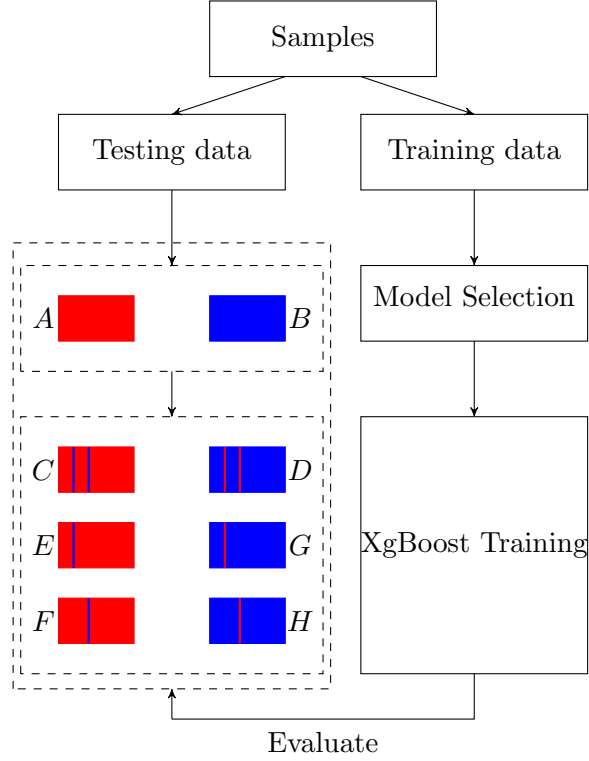 Samples
Testing data
Training data
A
B
Model Selection
C
D
E
G
XgBoost Training
F
H
Evaluate